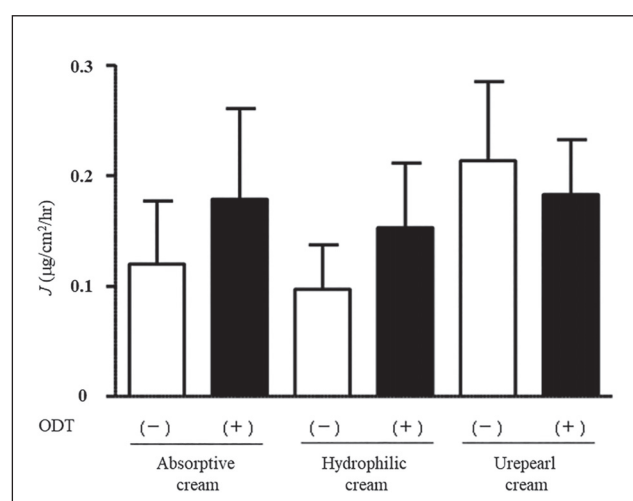 0.3
0.2
0.1
0
J (μg/cm²/hr)
ODT (−) (+) (−) (+) (−) (+)
Absorptive cream
Hydrophilic cream
Urepearl cream